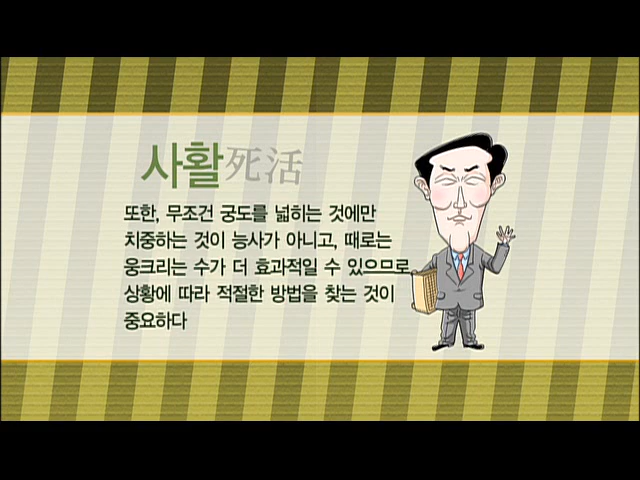 사활死活
또한, 무조건 궁도를 넓히는 것에만
치중하는 것이 능사가 아니고, 때로는
웅크리는 수가 더 효과적일 수 있으므로
상황에 따라 적절한 방법을 찾는 것이
중요하다